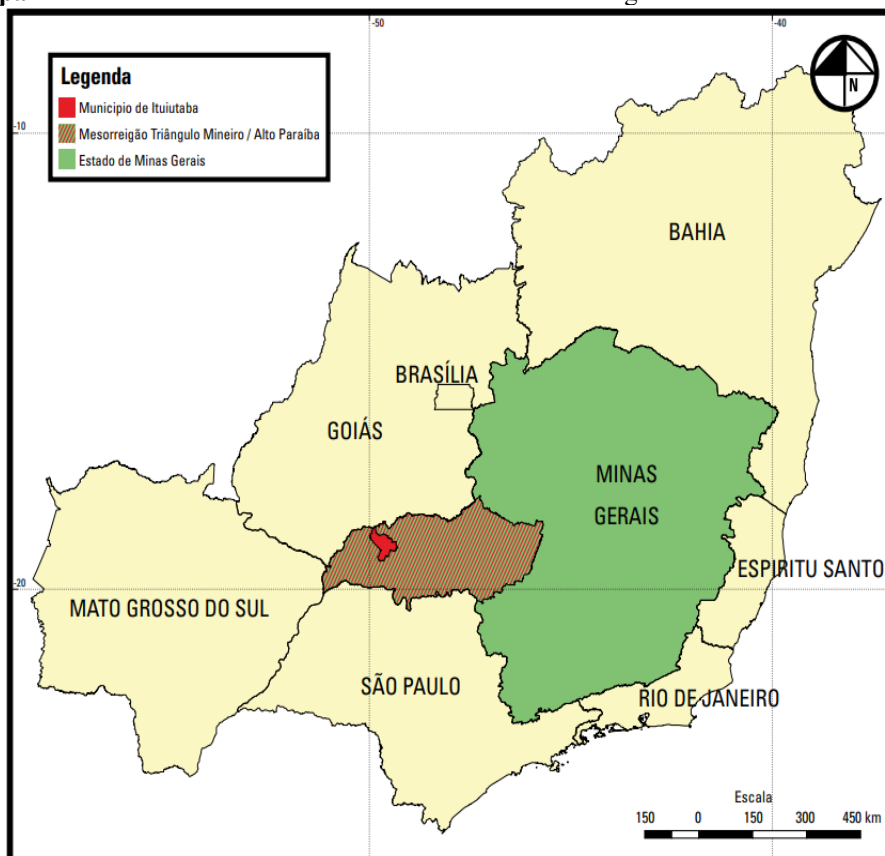 -50
-40
N
Legenda
Municipio de Ituiutaba
Mesorreigão Triângulo Mineiro / Alto Paraíba
Estado de Minas Gerais
-10
BAHIA
BRASÍLIA
GOIÁS
MINAS
GERAIS
ESPIRITU SANTO
-20
MATO GROSSO DO SUL
SÃO PAULO
RIO DE JANEIRO
Escala
150 0 150 300 450 km